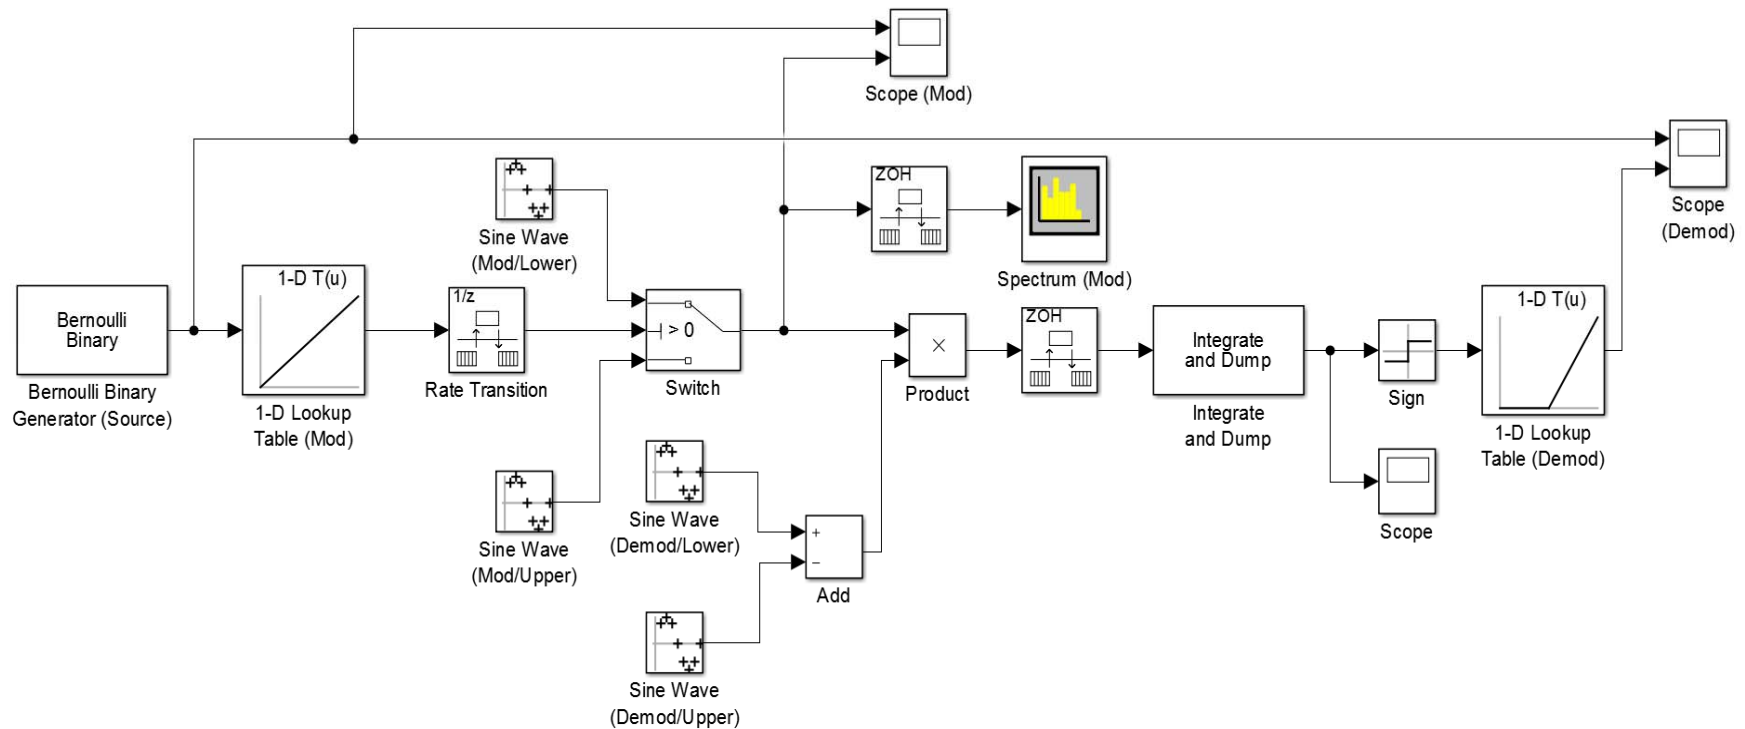 Scope (Mod)
ZOH
Sine Wave
(Mod/Lower)
Spectrum (Mod)
Scope
(Demod)
Bernoulli
Binary
Bernoulli Binary
Generator (Source)
1-D T(u)
1-D Lookup
Table (Mod)
1/z
Rate Transition
> 0
Switch
×
Product
ZOH
Integrate
and Dump
Integrate
and Dump
Sign
1-D T(u)
1-D Lookup
Table (Demod)
Scope
Sine Wave
(Mod/Upper)
Sine Wave
(Demod/Lower)
+
−
Add
Sine Wave
(Demod/Upper)